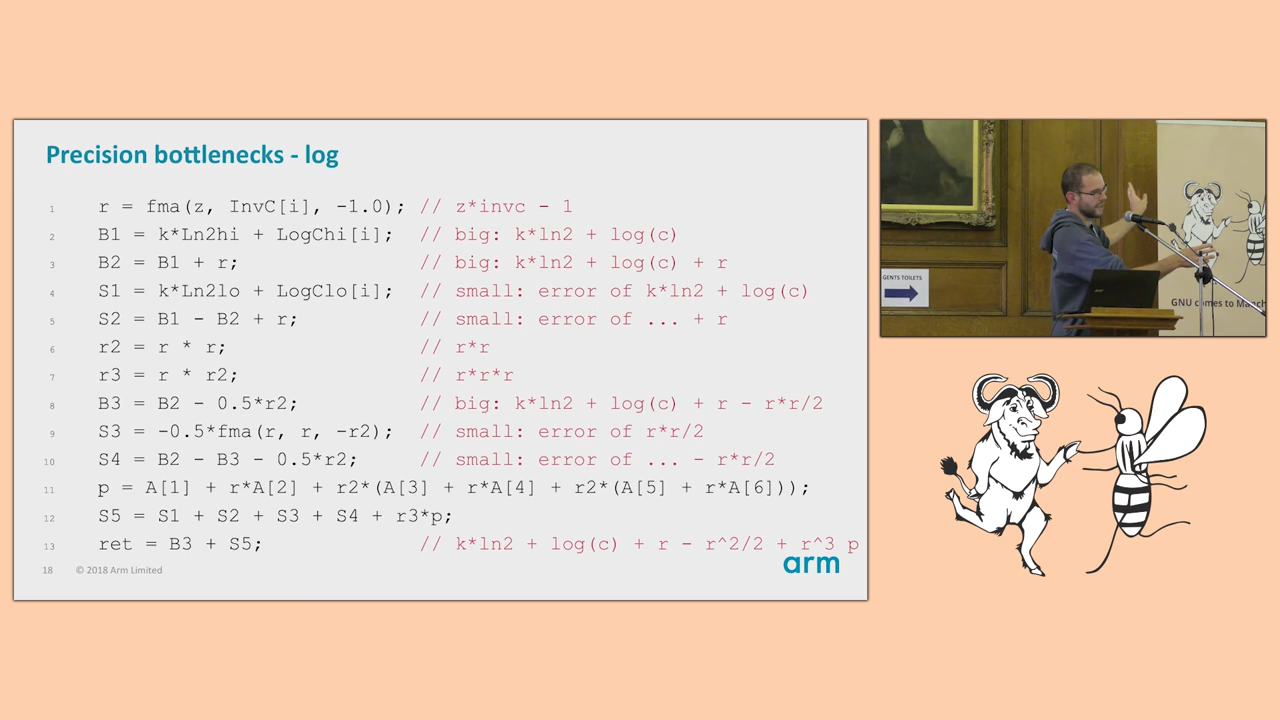 Precision bottlenecks - log
1 r = fma(z, InvC[i], -1.0); // z*invc - 1
2 B1 = k*Ln2hi + LogChi[i]; // big: k*ln2 + log(c)
3 B2 = B1 + r; // big: k*ln2 + log(c) + r
4 S1 = k*Ln2lo + LogClo[i]; // small: error of k*ln2 + log(c)
5 S2 = B1 - B2 + r; // small: error of ... + r
6 r2 = r * r; // r*r
7 r3 = r * r2; // r*r*r
8 B3 = B2 - 0.5*r2; // big: k*ln2 + log(c) + r - r*r/2
9 S3 = -0.5*fma(r, r, -r2); // small: error of r*r/2
10 S4 = B2 - B3 - 0.5*r2; // small: error of ... - r*r/2
11 p = A[1] + r*A[2] + r2*(A[3] + r*A[4] + r2*(A[5] + r*A[6]));
12 S5 = S1 + S2 + S3 + S4 + r3*p;
13 ret = B3 + S5; // k*ln2 + log(c) + r - r^2/2 + r^3 p
18 © 2018 Arm Limited
arm
GENTS TOILETS
GNU comes to